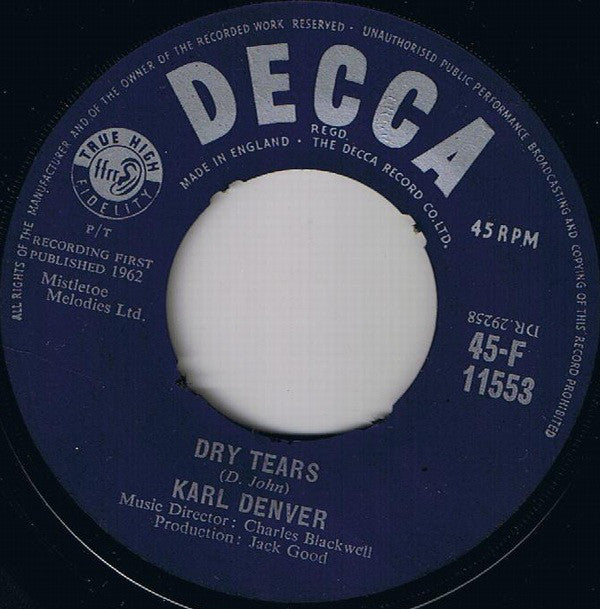 ALL RIGHTS OF THE MANUFACTURER AND OF THE OWNER OF THE RECORDED WORK RESERVED · UNAUTHORISED PUBLIC PERFORMANCE BROADCASTING AND COPYING OF THIS RECORD PROHIBITED
DECCA
REGD.
MADE IN ENGLAND · THE DECCA RECORD CO. LTD.
TRUE HIGH
ffrr
FIDELITY
P/T
RECORDING FIRST
PUBLISHED 1962
Mistletoe
Melodies Ltd.
45 RPM
DR.29258
45-F
11553
DRY TEARS
(D. John)
KARL DENVER
Music Director: Charles Blackwell
Production: Jack Good